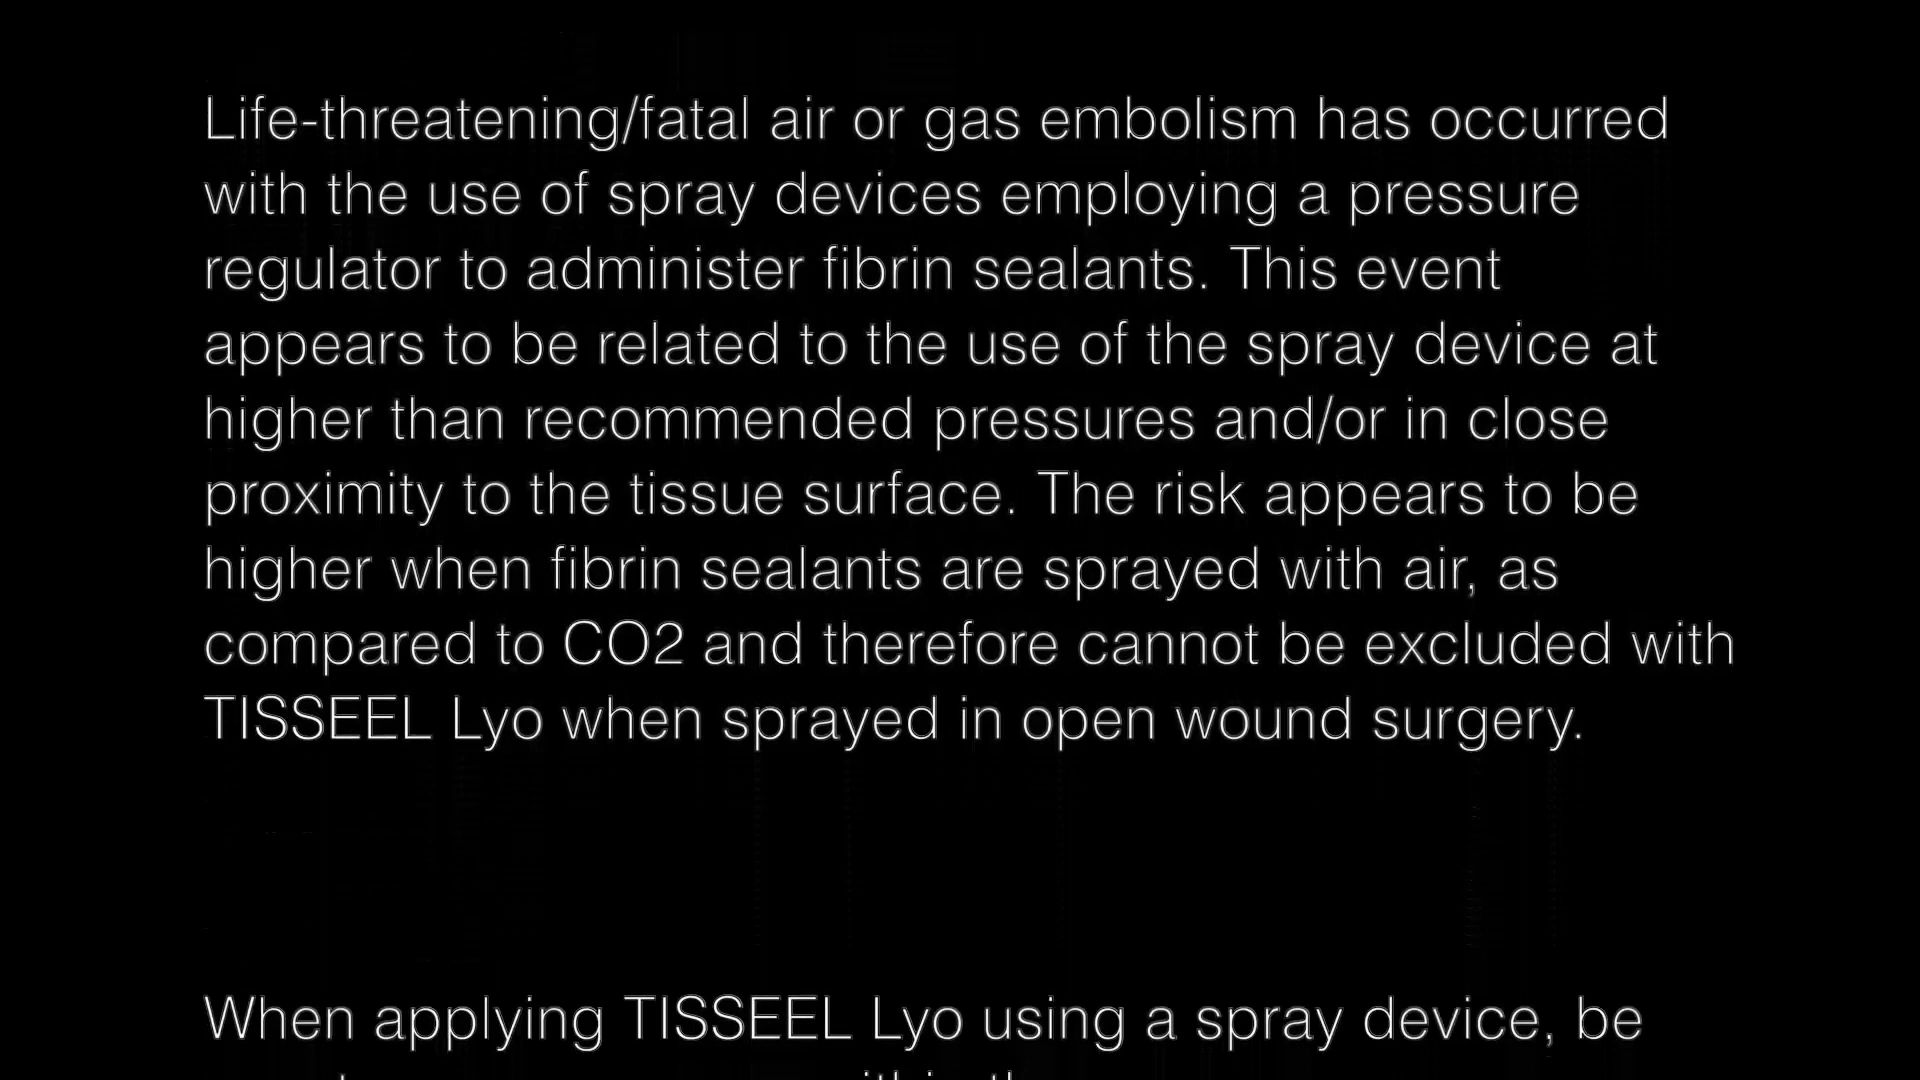 Life-threatening/fatal air or gas embolism has occurred
with the use of spray devices employing a pressure
regulator to administer fibrin sealants. This event
appears to be related to the use of the spray device at
higher than recommended pressures and/or in close
proximity to the tissue surface. The risk appears to be
higher when fibrin sealants are sprayed with air, as
compared to CO2 and therefore cannot be excluded with
TISSEEL Lyo when sprayed in open wound surgery.
When applying TISSEEL Lyo using a spray device, be